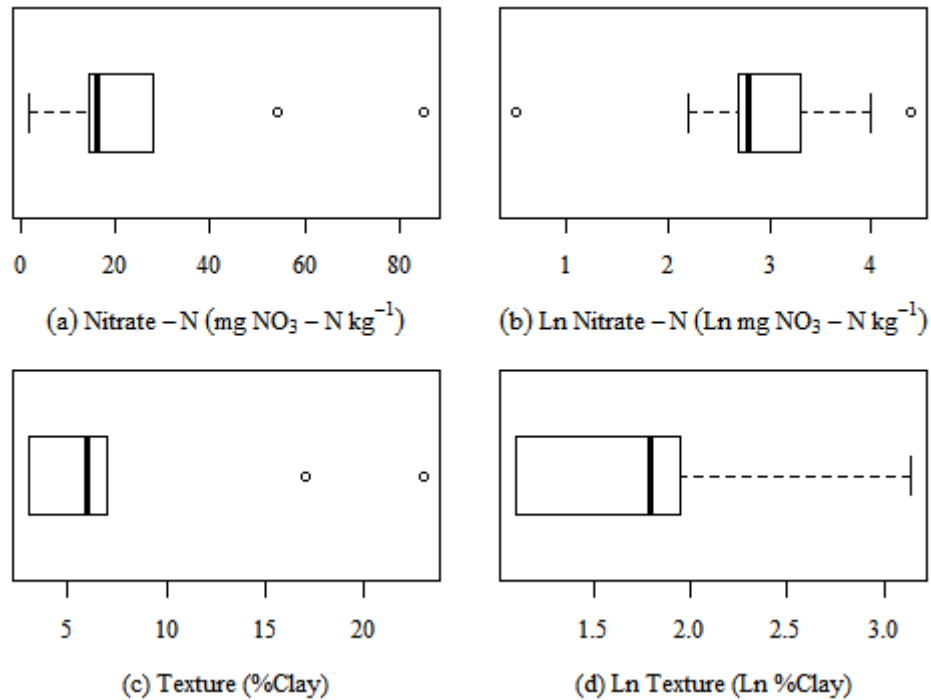 0 20 40 60 80
(a) Nitrate – N (mg NO₃ – N kg⁻¹)
1 2 3 4
(b) Ln Nitrate – N (Ln mg NO₃ – N kg⁻¹)
5 10 15 20
(c) Texture (%Clay)
1.5 2.0 2.5 3.0
(d) Ln Texture (Ln %Clay)